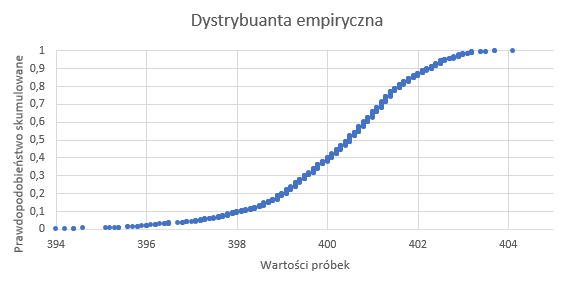 Dystrybuanta empiryczna
Prawdopodobieństwo skumulowane
1
0,9
0,8
0,7
0,6
0,5
0,4
0,3
0,2
0,1
0
394 396 398 400 402 404
Wartości próbek